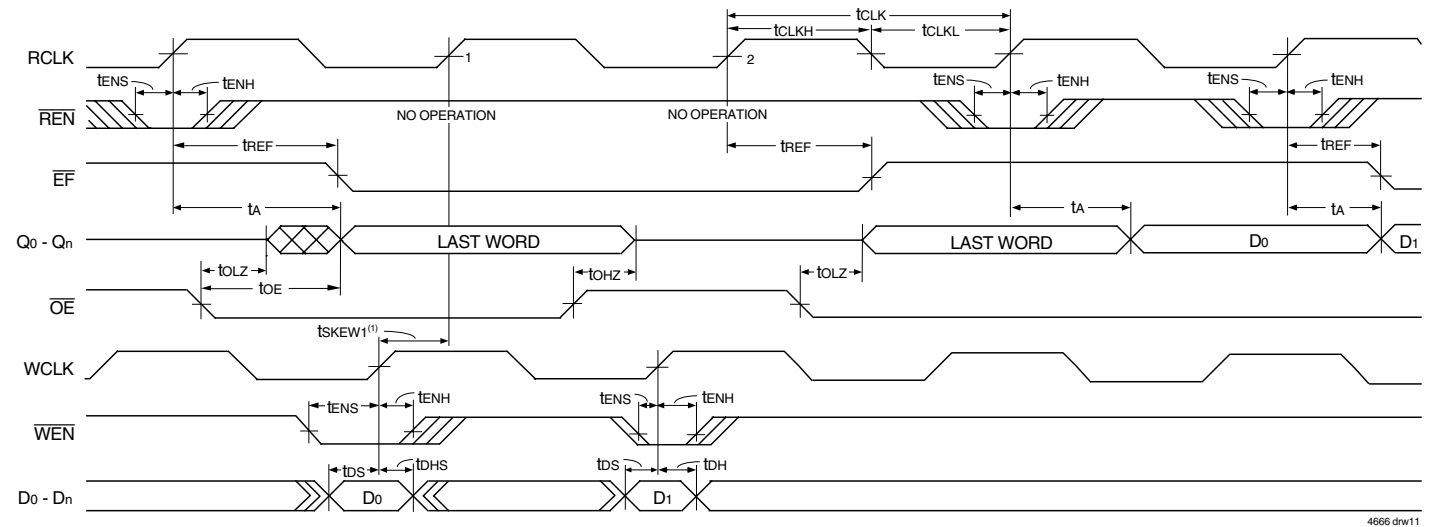 tCLK
tCLKH tCLKL
RCLK 1 2
tENS tENH tENS tENH tENS tENH
REN NO OPERATION NO OPERATION
tREF tREF tREF
EF
tA tA tA
Q0 - Qn LAST WORD LAST WORD D0 D1
tOLZ tOHZ tOLZ
tOE
OE
tSKEW1(1)
WCLK
tENS tENH tENS tENH
WEN
tDS tDHS tDS tDH
D0 - Dn D0 D1
4666 drw11